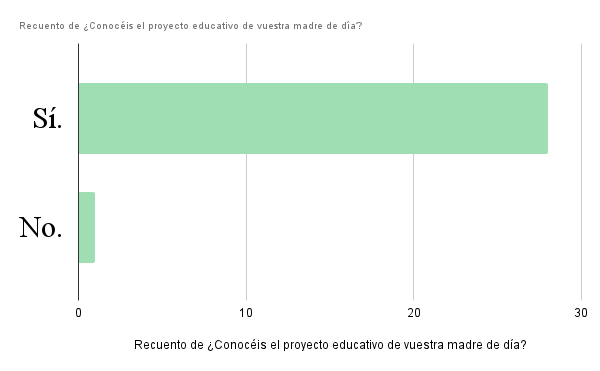 Recuento de ¿Conocéis el proyecto educativo de vuestra madre de día?
Sí.
No.
0 10 20 30
Recuento de ¿Conocéis el proyecto educativo de vuestra madre de día?